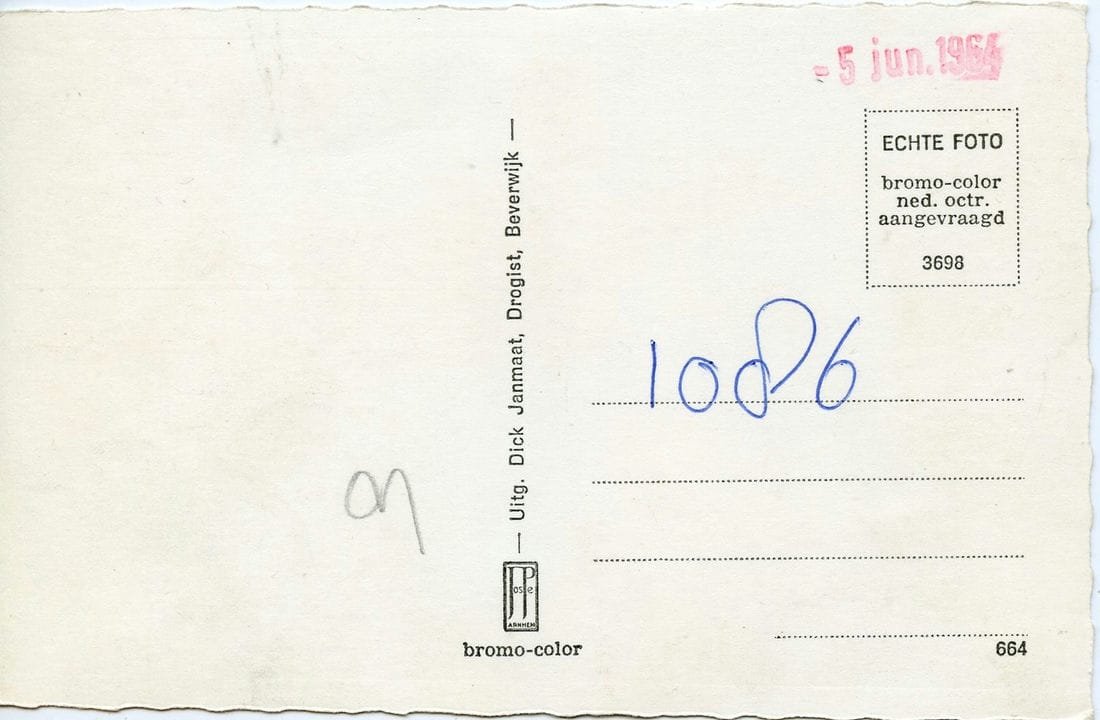 - 5 jun. 1964
ECHTE FOTO
bromo-color
ned. octr.
aangevraagd
3698
1086
— Uitg. Dick Janmaat, Drogist, Beverwijk —
ARNHEM
bromo-color
664